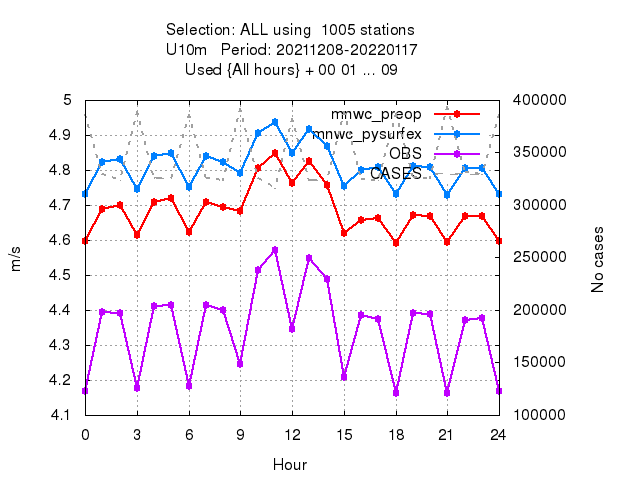 Selection: ALL using  1005 stations
U10m   Period: 20211208-20220117
Used {All hours} + 00 01 ... 09
mnwc_preop
mnwc_pysurfex
OBS
CASES
5
4.9
4.8
4.7
4.6
4.5
4.4
4.3
4.2
4.1
m/s
400000
350000
300000
250000
200000
150000
100000
No cases
0 3 6 9 12 15 18 21 24
Hour